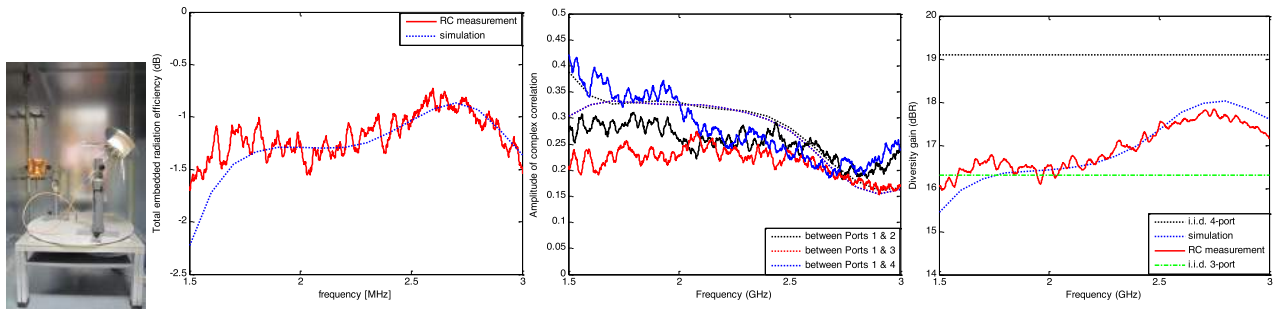 Total embedded radiation efficiency (dB)
0
-0.5
-1
-1.5
-2
-2.5
1.5
2
2.5
3
frequency [MHz]
RC measurement
simulation
Amplitude of complex correlation
0.5
0.45
0.4
0.35
0.3
0.25
0.2
0.15
0.1
0.05
0
1.5
2
2.5
3
Frequency (GHz)
between Ports 1 & 2
between Ports 1 & 3
between Ports 1 & 4
Diversity gain (dBR)
20
19
18
17
16
15
14
1.5
2
2.5
3
Frequency (GHz)
i.i.d. 4-port
simulation
RC measurement
i.i.d. 3-port